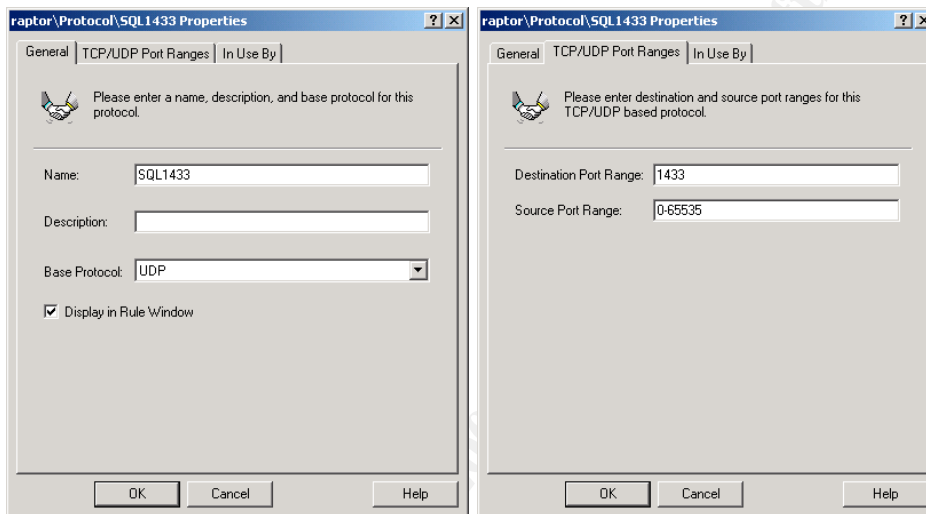 raptor\Protocol\SQL1433 Properties
General
TCP/UDP Port Ranges
In Use By
Please enter a name, description, and base protocol for this
protocol.
Name:
SQL1433
Description:
Base Protocol:
UDP
Display in Rule Window
OK
Cancel
Help
raptor\Protocol\SQL1433 Properties
General
TCP/UDP Port Ranges
In Use By
Please enter destination and source port ranges for this
TCP/UDP based protocol.
Destination Port Range:
1433
Source Port Range:
0-65535
OK
Cancel
Help